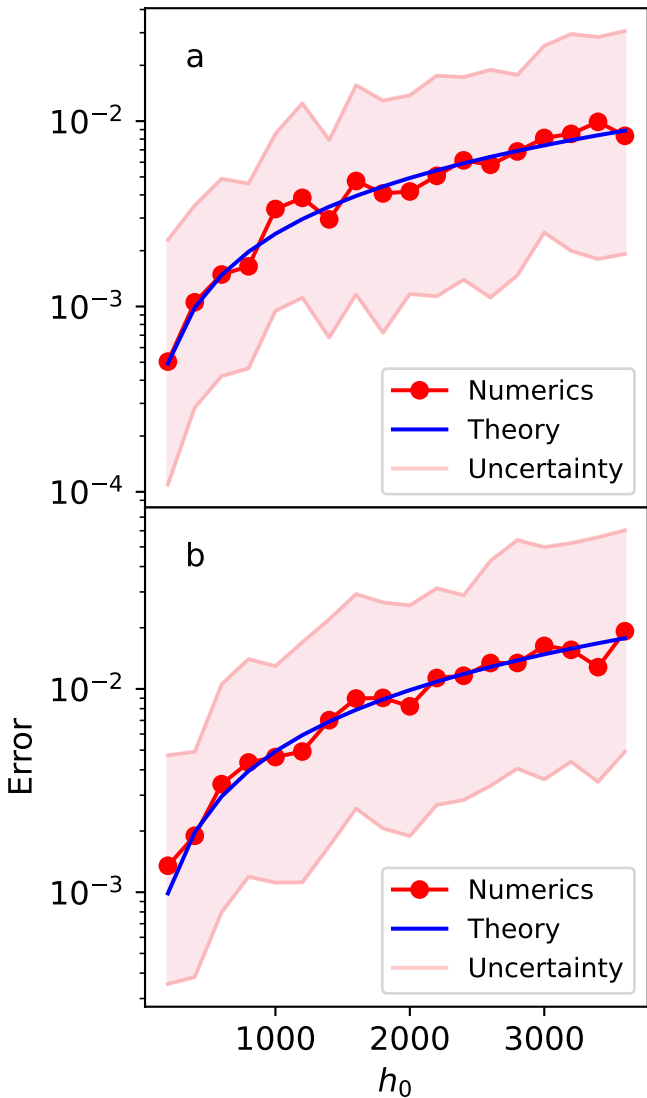 a
10⁻²
10⁻³
10⁻⁴
Numerics
Theory
Uncertainty
b
10⁻²
10⁻³
Error
Numerics
Theory
Uncertainty
1000 2000 3000
h₀